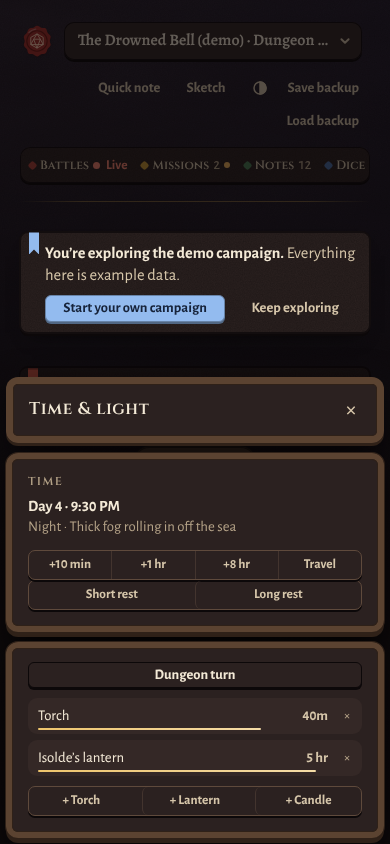 The Drowned Bell (demo) · Dungeon ...
Quick note Sketch Save backup
Load backup
Battles Live Missions 2 Notes 12 Dice
You're exploring the demo campaign. Everything
here is example data.
Start your own campaign Keep exploring
Time & light ×
TIME
Day 4 · 9:30 PM
Night · Thick fog rolling in off the sea
+10 min +1 hr +8 hr Travel
Short rest Long rest
Dungeon turn
Torch 40m ×
Isolde's lantern 5 hr ×
+ Torch + Lantern + Candle